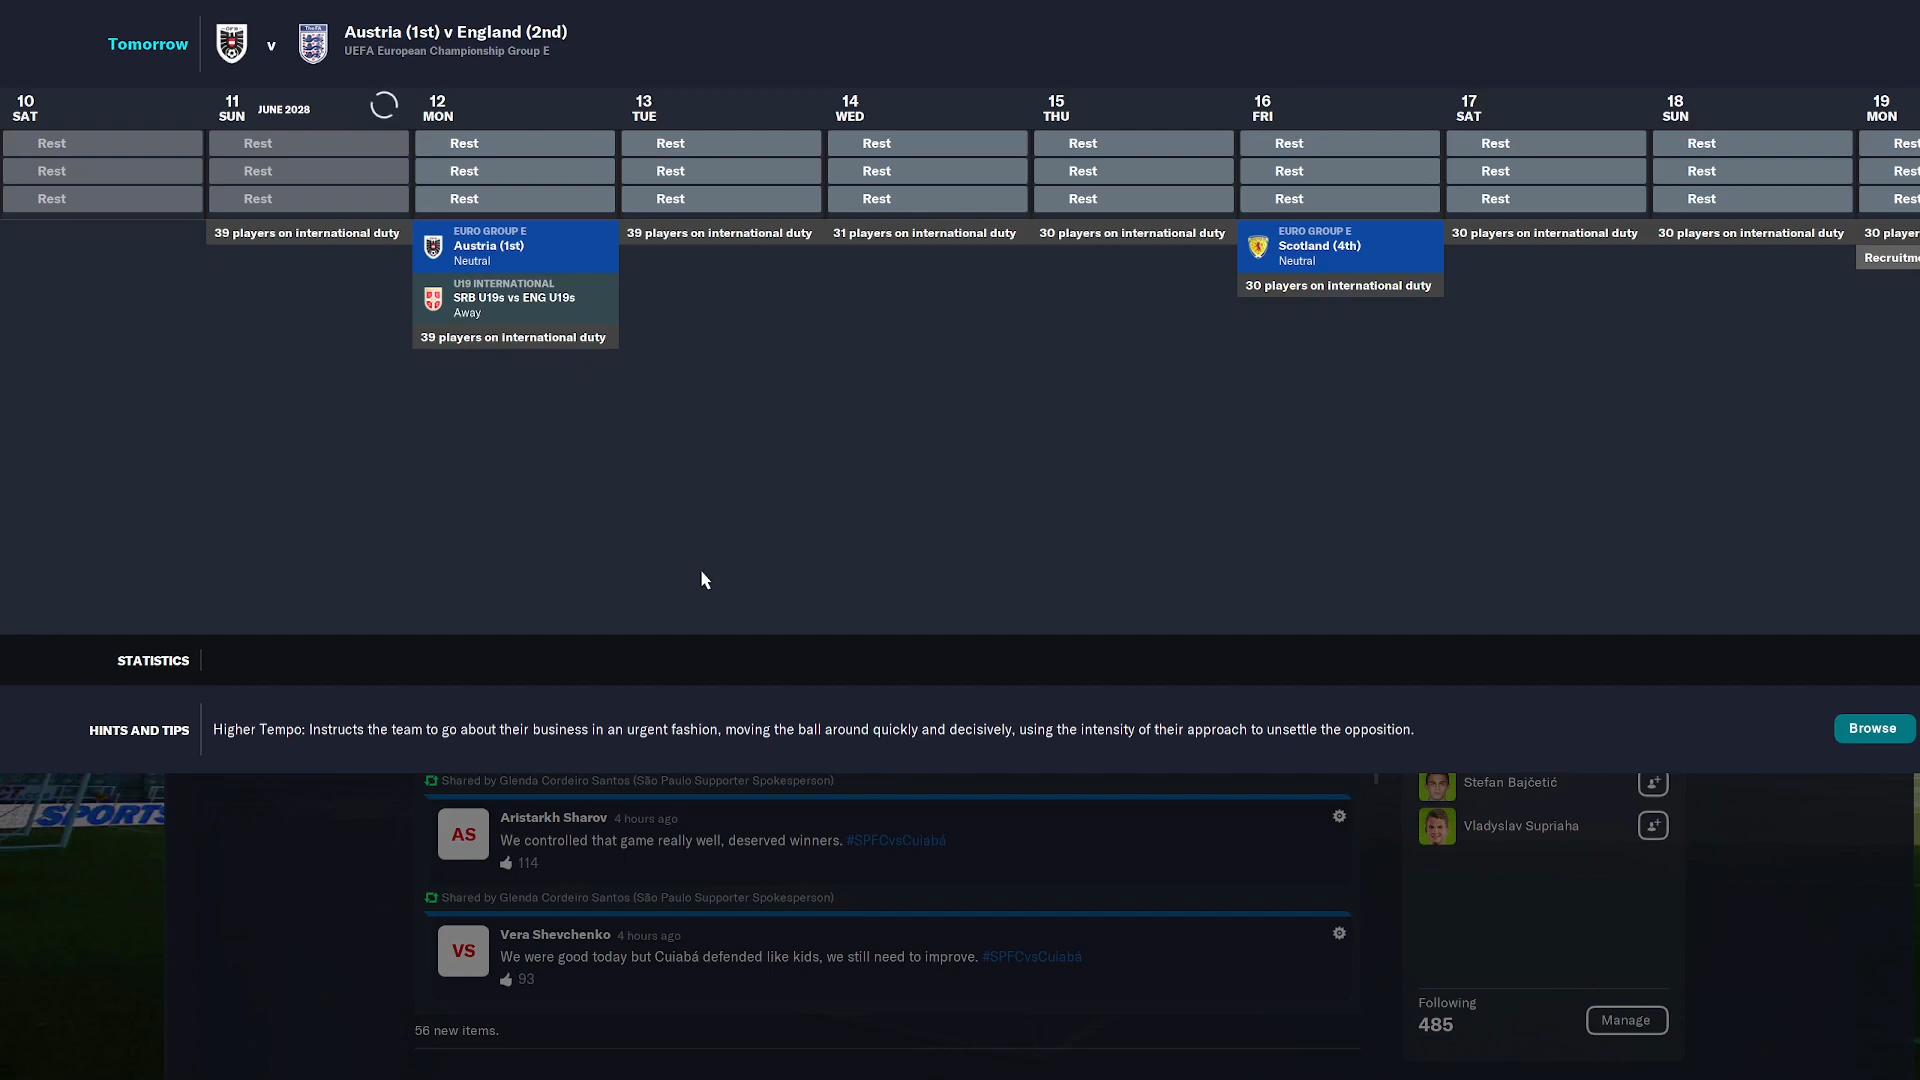 Tomorrow
v
Austria (1st) v England (2nd)
UEFA European Championship Group E
10
SAT
11
SUN
JUNE 2028
12
MON
13
TUE
14
WED
15
THU
16
FRI
17
SAT
18
SUN
19
MON
Rest Rest Rest Rest Rest Rest Rest Rest Rest Rest
Rest Rest Rest Rest Rest Rest Rest Rest Rest Rest
Rest Rest Rest Rest Rest Rest Rest Rest Rest Rest
39 players on international duty
EURO GROUP E
Austria (1st)
Neutral
U19 INTERNATIONAL
SRB U19s vs ENG U19s
Away
39 players on international duty
39 players on international duty
31 players on international duty
30 players on international duty
EURO GROUP E
Scotland (4th)
Neutral
30 players on international duty
30 players on international duty
30 players on international duty
30 player
Recruitm
STATISTICS
HINTS AND TIPS
Higher Tempo: Instructs the team to go about their business in an urgent fashion, moving the ball around quickly and decisively, using the intensity of their approach to unsettle the opposition.
Browse
SPORTS
Shared by Glenda Cordeiro Santos (São Paulo Supporter Spokesperson)
AS
Aristarkh Sharov 4 hours ago
We controlled that game really well, deserved winners. #SPFCvsCuiabá
114
Shared by Glenda Cordeiro Santos (São Paulo Supporter Spokesperson)
VS
Vera Shevchenko 4 hours ago
We were good today but Cuiabá defended like kids, we still need to improve. #SPFCvsCuiabá
93
56 new items.
Stefan Bajčetić
Vladyslav Supriaha
Following
485
Manage